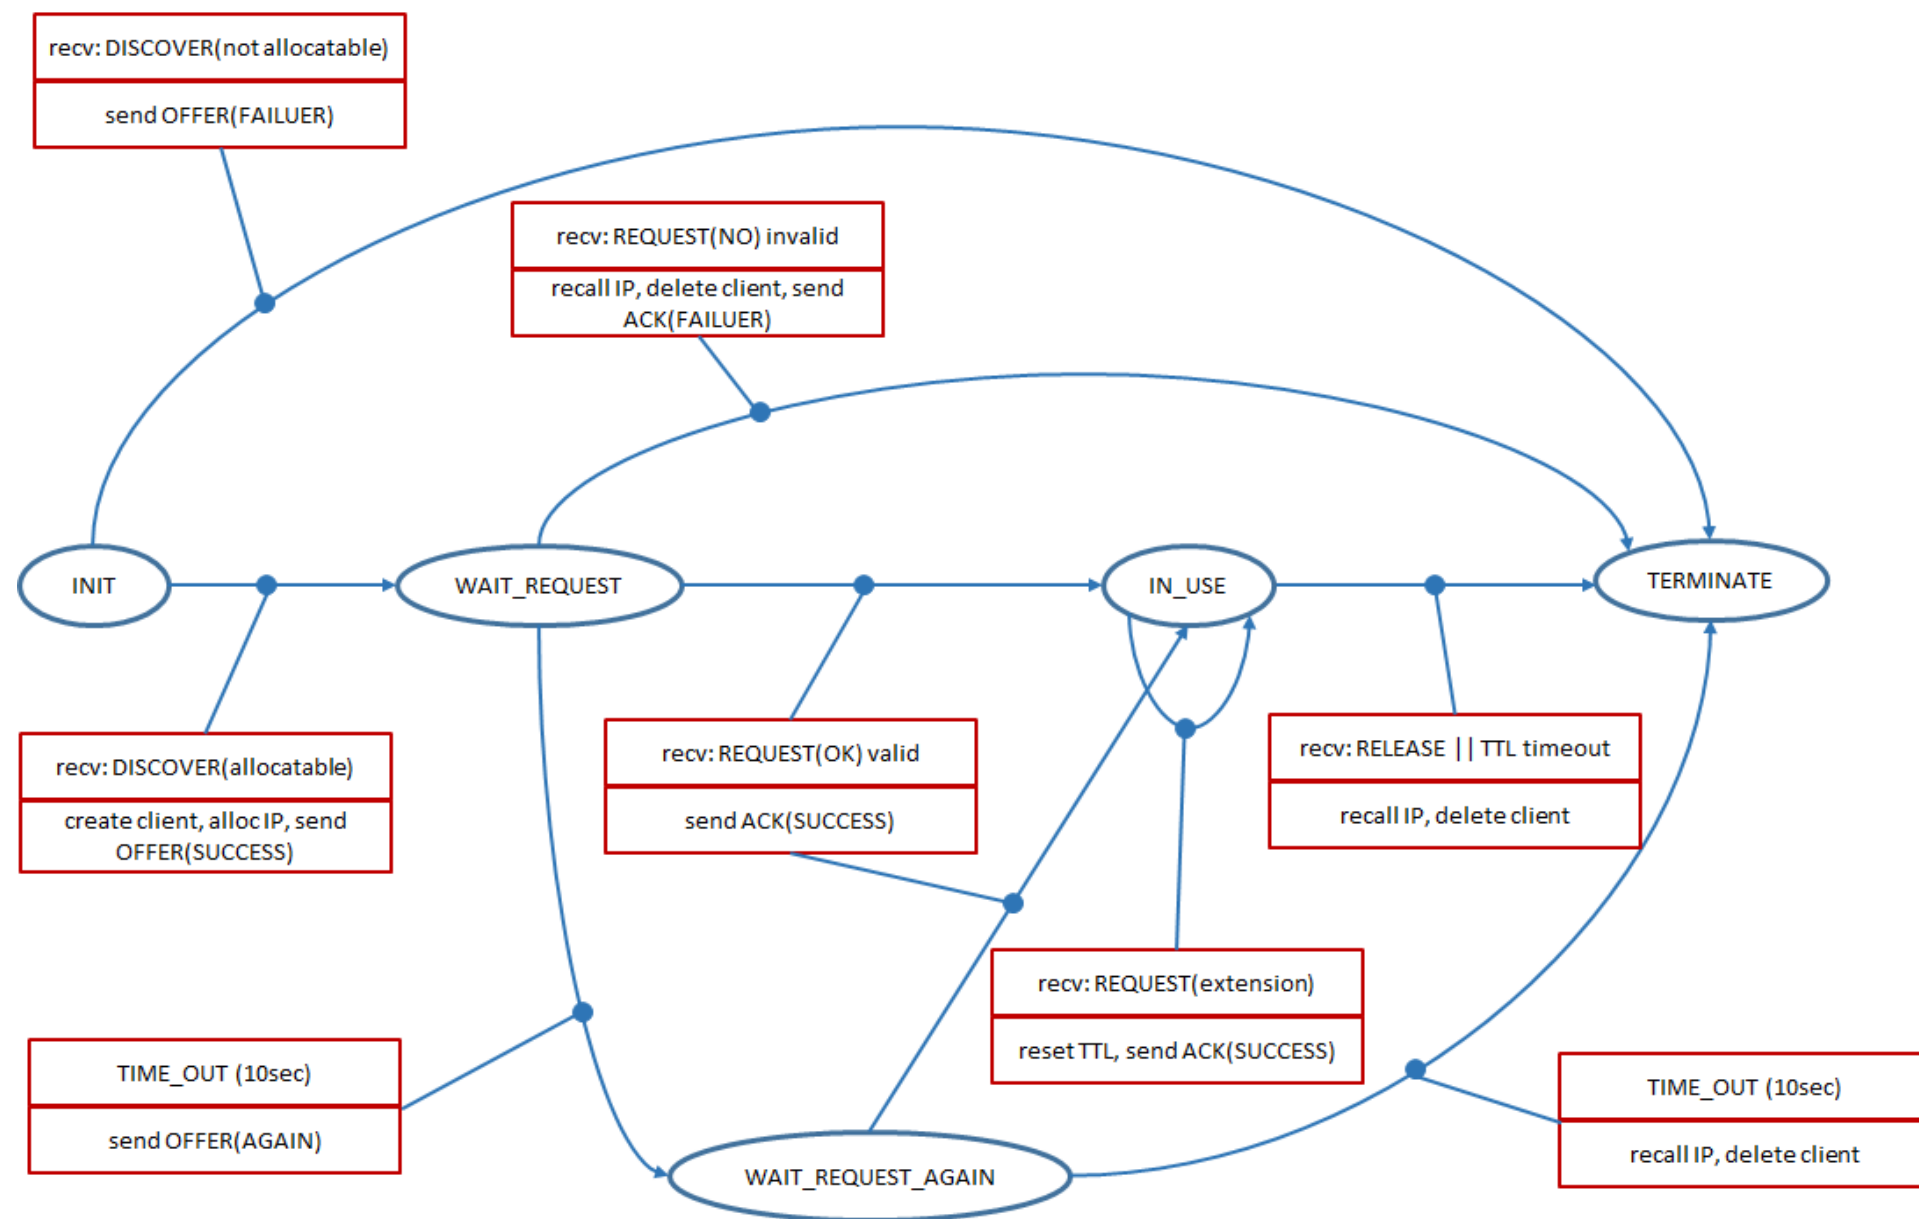 recv: DISCOVER(not allocatable)
send OFFER(FAILUER)
recv: REQUEST(NO) invalid
recall IP, delete client, send
ACK(FAILUER)
INIT
WAIT_REQUEST
IN_USE
TERMINATE
recv: DISCOVER(allocatable)
create client, alloc IP, send
OFFER(SUCCESS)
recv: REQUEST(OK) valid
send ACK(SUCCESS)
recv: RELEASE || TTL timeout
recall IP, delete client
recv: REQUEST(extension)
reset TTL, send ACK(SUCCESS)
TIME_OUT (10sec)
send OFFER(AGAIN)
WAIT_REQUEST_AGAIN
TIME_OUT (10sec)
recall IP, delete client